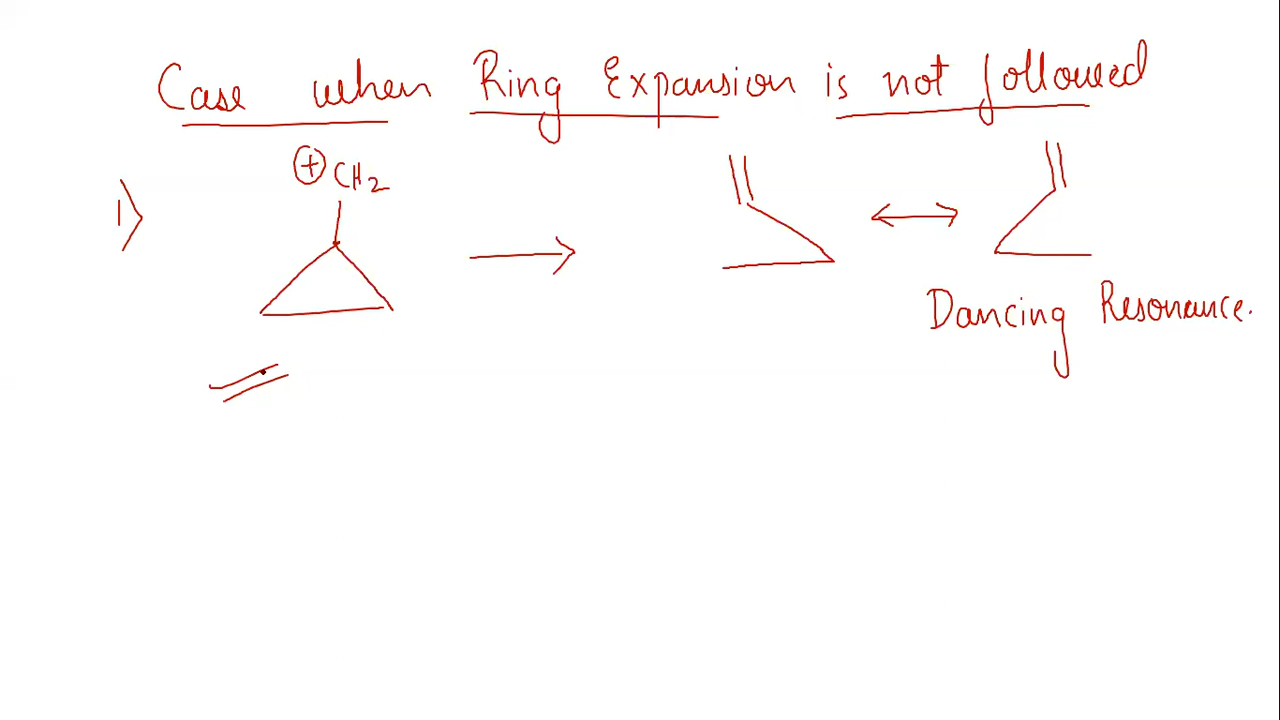 Case when Ring Expansion is not followed
1)
⊕CH2
Dancing Resonance.